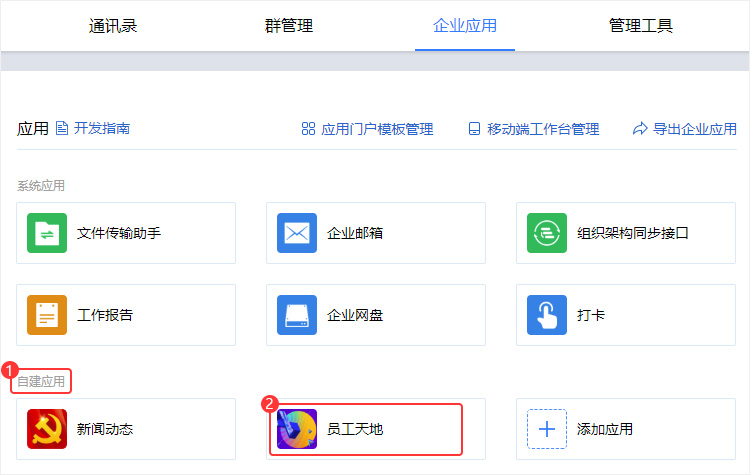 通讯录 群管理 企业应用 管理工具
应用 开发指南 应用门户模板管理 移动端工作台管理 导出企业应用
系统应用
文件传输助手 企业邮箱 组织架构同步接口
工作报告 企业网盘 打卡
1
自建应用
2
新闻动态 员工天地 添加应用